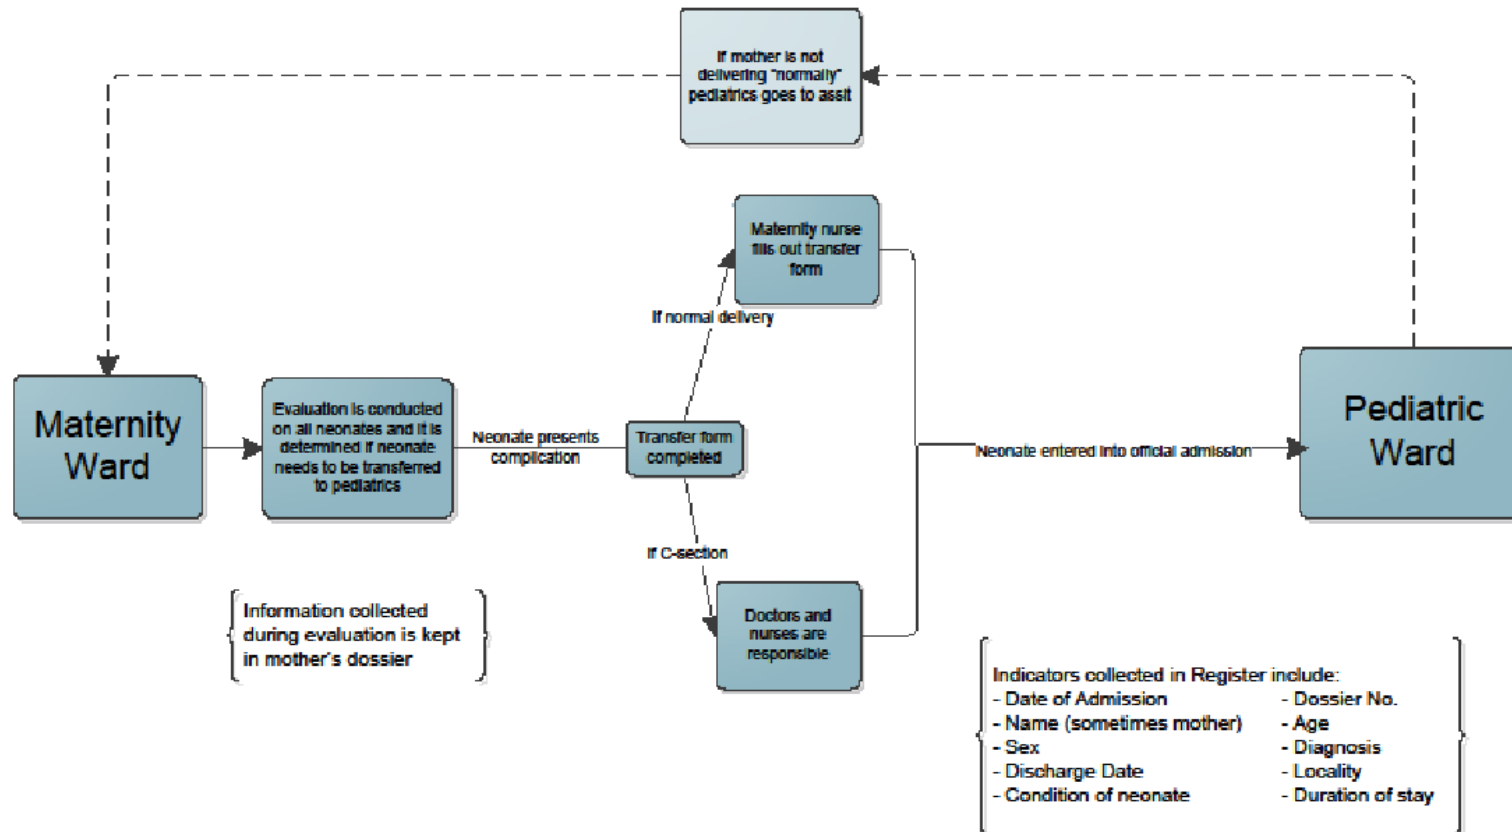 If mother is not
delivering "normally"
pediatrics goes to assit
Maternity nurse
fills out transfer
form
If normal delivery
Maternity
Ward
Evaluation is conducted
on all neonates and it is
determined if neonate
needs to be transferred
to pediatrics
Neonate presents
complication
Transfer form
completed
Neonate entered into official admission
Pediatric
Ward
If C-section
Doctors and
nurses are
responsible
Information collected
during evaluation is kept
in mother's dossier
Indicators collected in Register include:
- Date of Admission - Dossier No.
- Name (sometimes mother) - Age
- Sex - Diagnosis
- Discharge Date - Locality
- Condition of neonate - Duration of stay